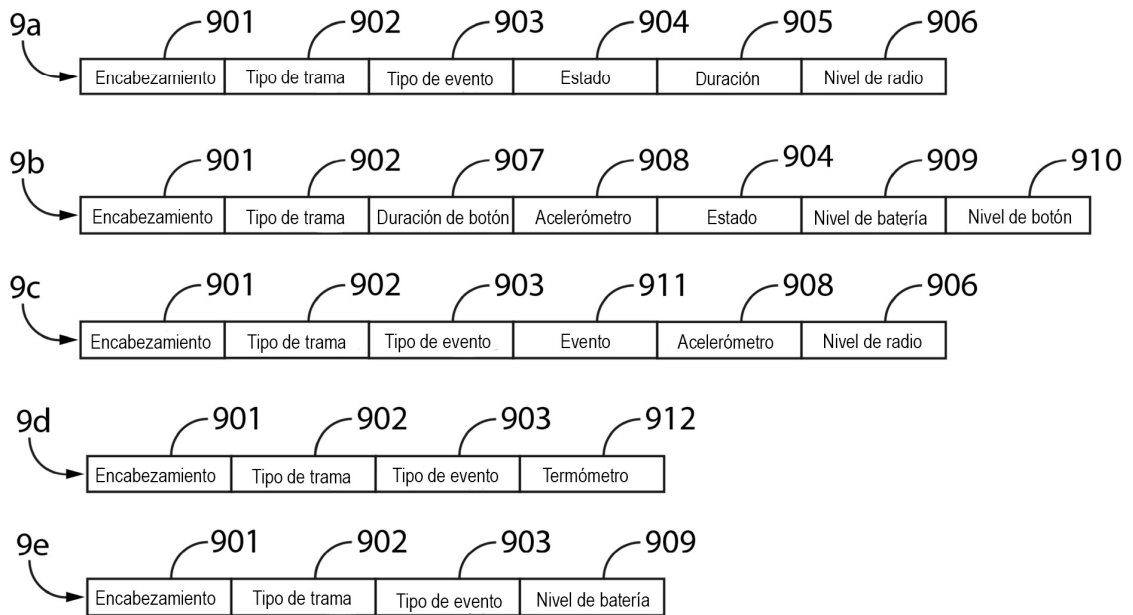 9a 901 902 903 904 905 906
Encabezamiento Tipo de trama Tipo de evento Estado Duración Nivel de radio
9b 901 902 907 908 904 909 910
Encabezamiento Tipo de trama Duración de botón Acelerómetro Estado Nivel de batería Nivel de botón
9c 901 902 903 911 908 906
Encabezamiento Tipo de trama Tipo de evento Evento Acelerómetro Nivel de radio
9d 901 902 903 912
Encabezamiento Tipo de trama Tipo de evento Termómetro
9e 901 902 903 909
Encabezamiento Tipo de trama Tipo de evento Nivel de batería